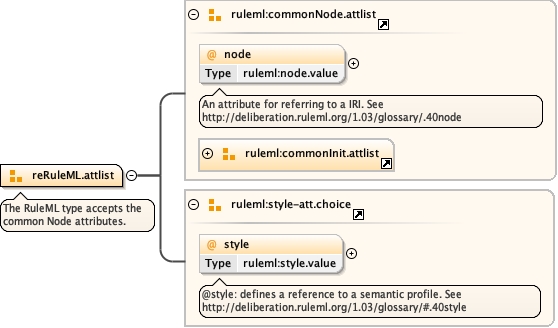 ruleml:commonNode.attlist
@ node
Type ruleml:node.value
An attribute for referring to a IRI. See
http://deliberation.ruleml.org/1.03/glossary/.40node
ruleml:commonInit.attlist
reRuleML.attlist
The RuleML type accepts the
common Node attributes.
ruleml:style-att.choice
@ style
Type ruleml:style.value
@style: defines a reference to a semantic profile. See
http://deliberation.ruleml.org/1.03/glossary/#.40style